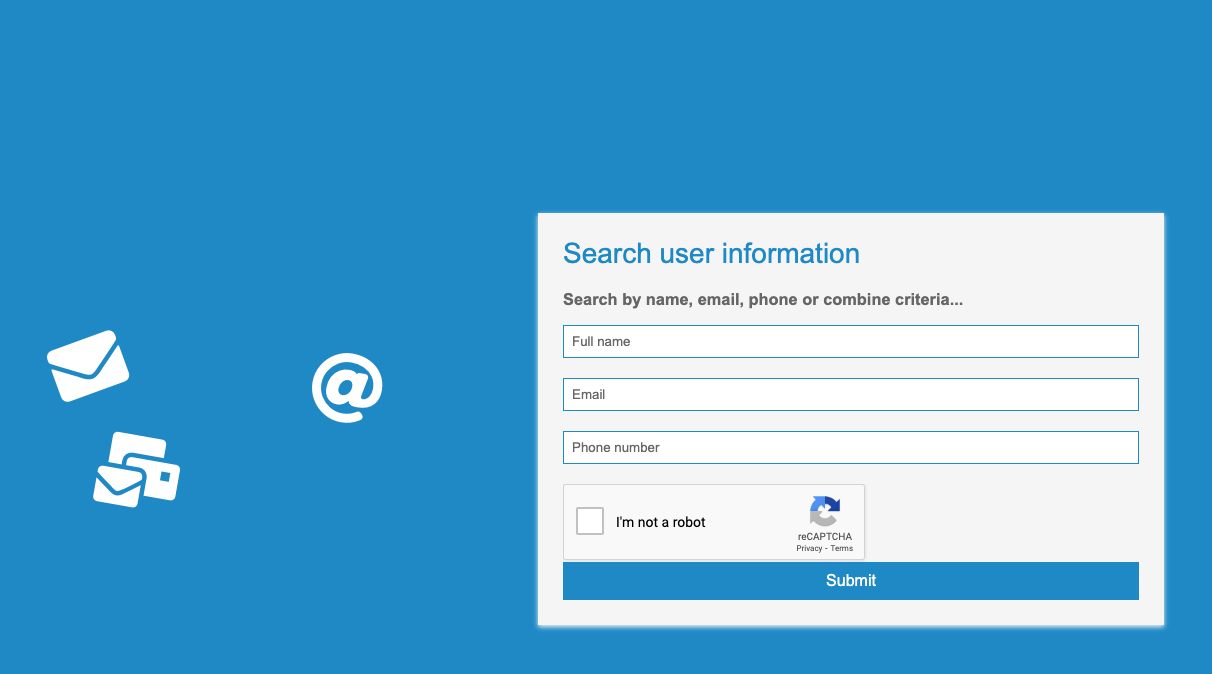 Search user information
Search by name, email, phone or combine criteria...
Full name
Email
Phone number
I'm not a robot
reCAPTCHA
Privacy - Terms
Submit